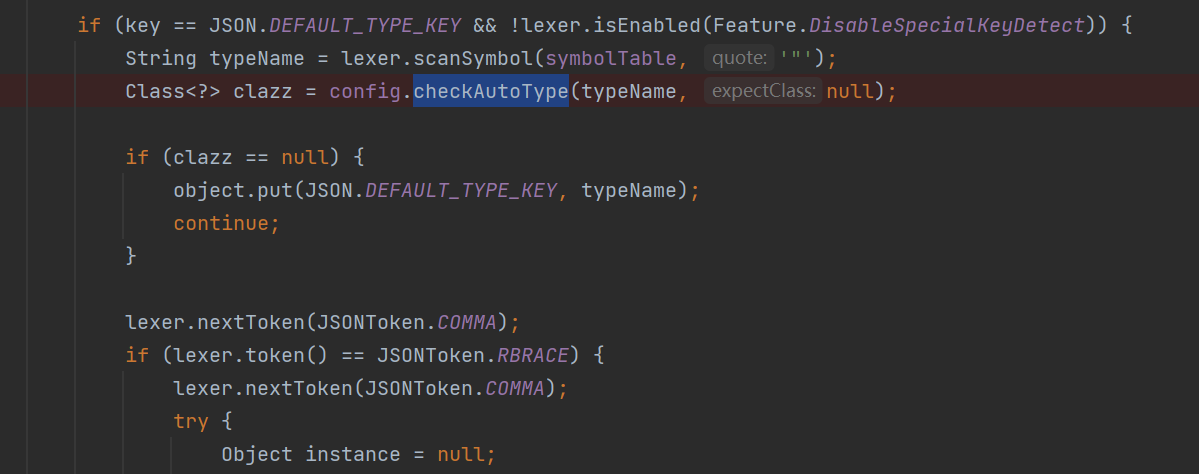 if (key == JSON.DEFAULT_TYPE_KEY && !lexer.isEnabled(Feature.DisableSpecialKeyDetect)) {
String typeName = lexer.scanSymbol(symbolTable, quote: '"');
Class<?> clazz = config.checkAutoType(typeName, expectClass: null);
if (clazz == null) {
object.put(JSON.DEFAULT_TYPE_KEY, typeName);
continue;
}
lexer.nextToken(JSONToken.COMMA);
if (lexer.token() == JSONToken.RBRACE) {
lexer.nextToken(JSONToken.COMMA);
try {
Object instance = null;